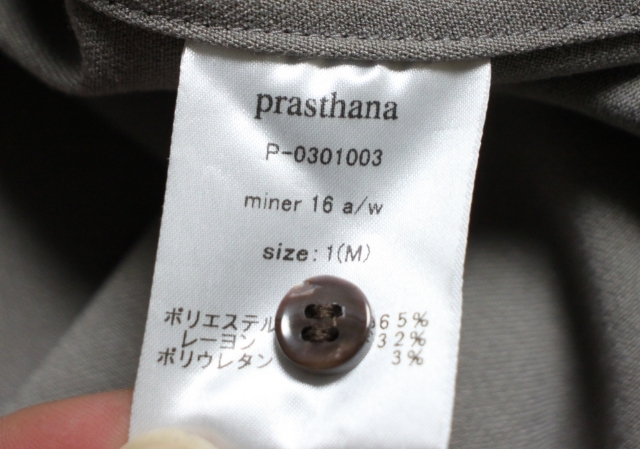 prasthana
P-0301003
miner 16 a/w
size: 1(M)
ポリエステル 65%
レーヨン 32%
ポリウレタン 3%